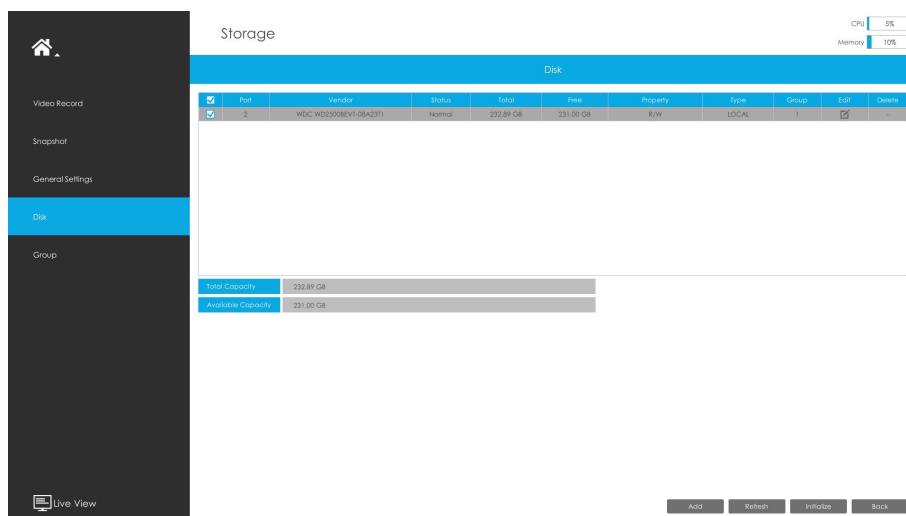 Storage
CPU 5%
Memory 10%
Disk
Video Record
Snapshot
General Settings
Disk
Group
Port Vendor Status Total Free Property Type Group Edit Delete
2 WDC WD2500BEVT-08A23T1 Normal 232.89 GB 231.00 GB R/W LOCAL 1 -
Total Capacity 232.89 GB
Available Capacity 231.00 GB
Live View
Add Refresh Initialize Back